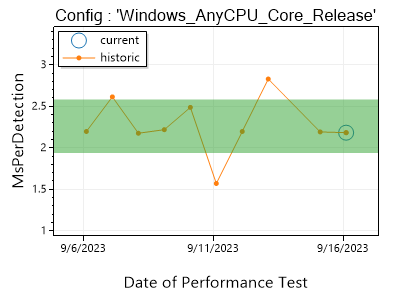 Config : 'Windows_AnyCPU_Core_Release'
current
historic
3
2.5
2
1.5
1
MsPerDetection
9/6/2023
9/11/2023
9/16/2023
Date of Performance Test